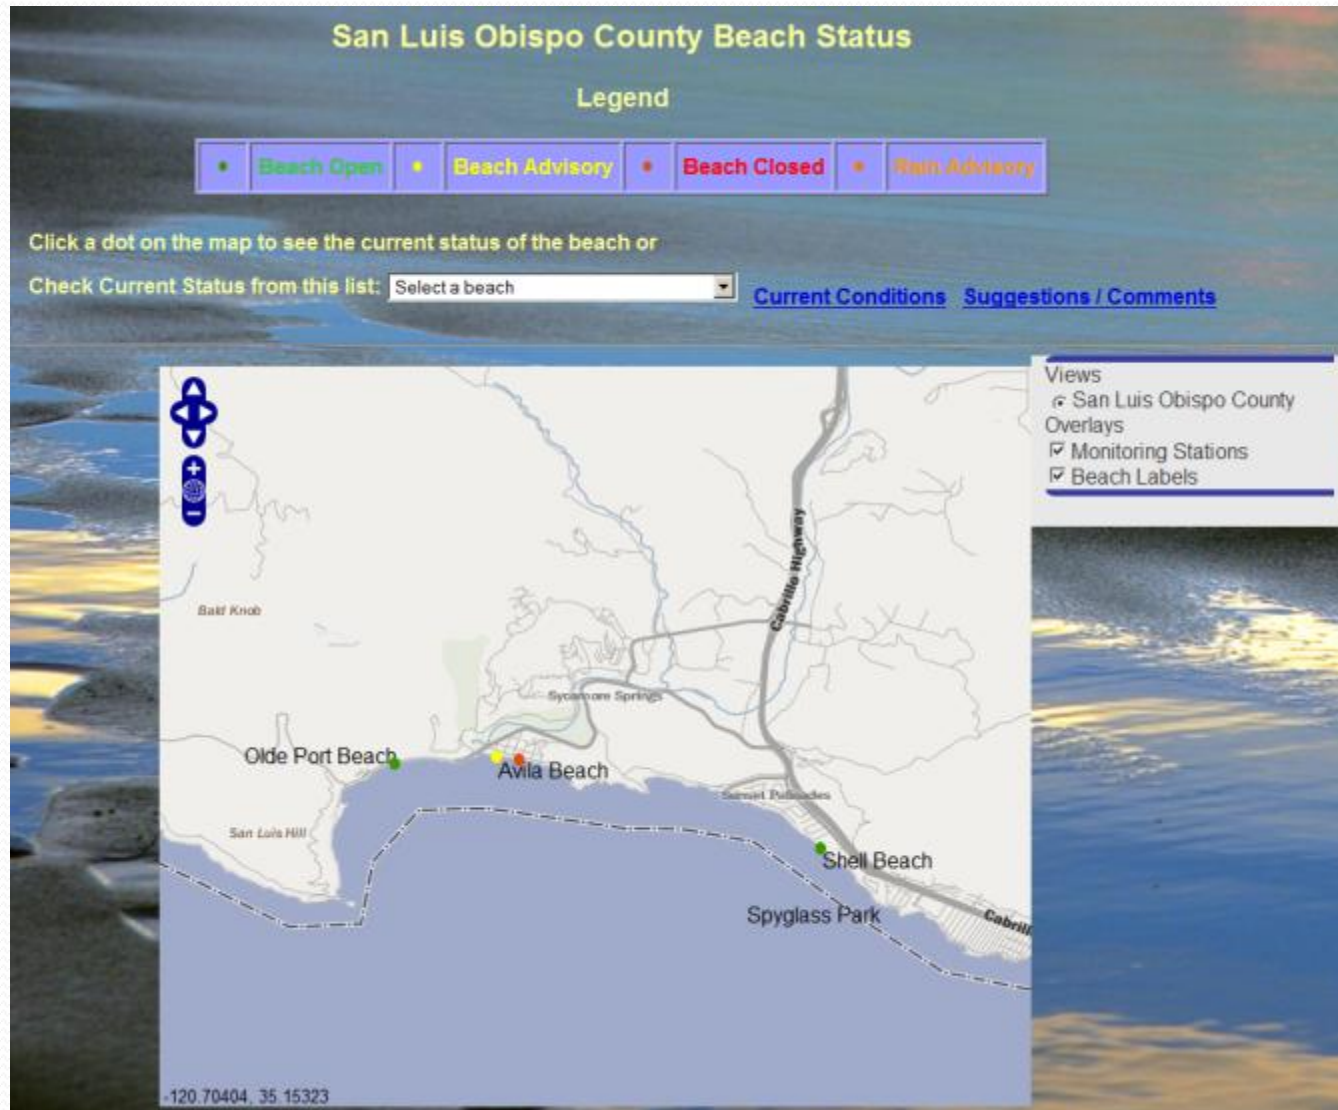 San Luis Obispo County Beach Status
Legend
Beach Open Beach Advisory Beach Closed Rain Advisory
Click a dot on the map to see the current status of the beach or
Check Current Status from this list: Select a beach Current Conditions Suggestions / Comments
Views
San Luis Obispo County
Overlays
Monitoring Stations
Beach Labels
Cabrillo Highway
Bald Knob
Sycamore Springs
Olde Port Beach
Avila Beach
Sunset Palisades
San Luis Hill
Shell Beach
Spyglass Park
Cabrill
-120.70404, 35.15323